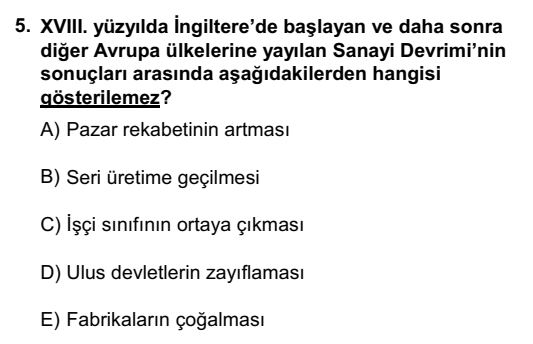 5. XVIII. yüzyılda İngiltere’de başlayan ve daha sonra
diğer Avrupa ülkelerine yayılan Sanayi Devrimi’nin
sonuçları arasında aşağıdakilerden hangisi
gösterilemez?
A) Pazar rekabetinin artması
B) Seri üretime geçilmesi
C) İşçi sınıfının ortaya çıkması
D) Ulus devletlerin zayıflaması
E) Fabrikaların çoğalması